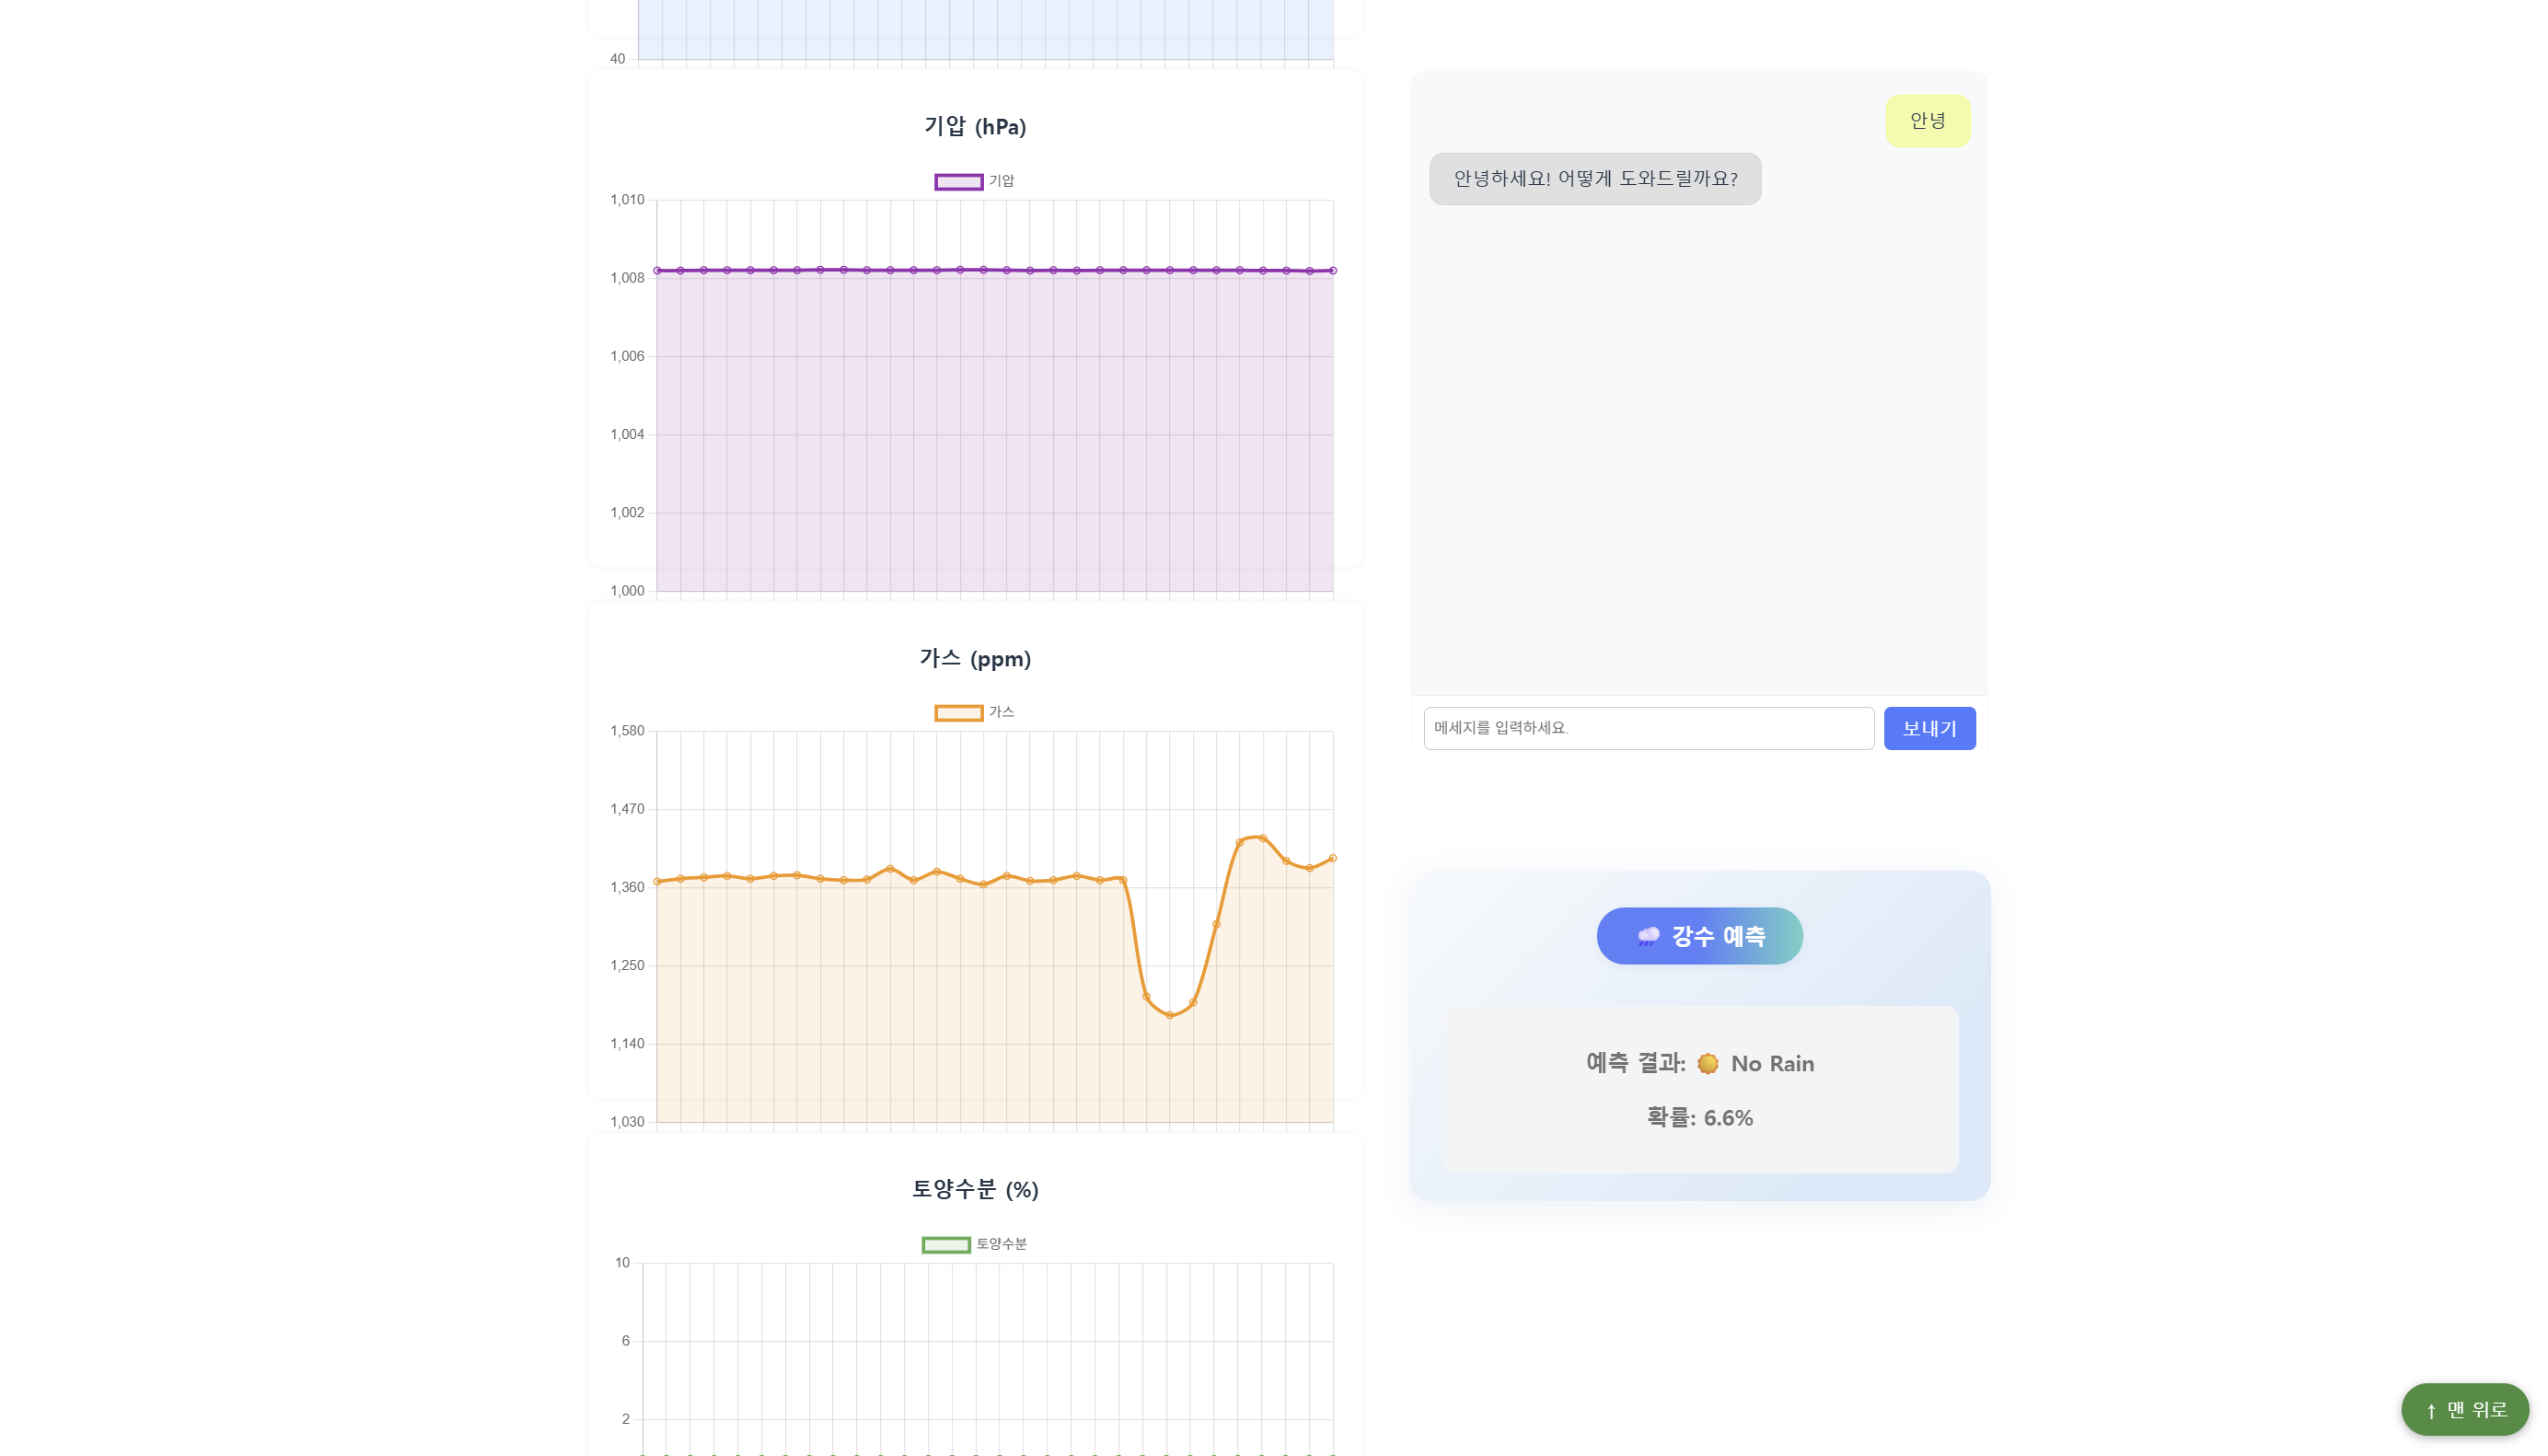 40
기압 (hPa)
기압
1,010
1,008
1,006
1,004
1,002
1,000
가스 (ppm)
가스
1,580
1,470
1,360
1,250
1,140
1,030
토양수분 (%)
토양수분
10
6
2
안녕
안녕하세요! 어떻게 도와드릴까요?
메세지를 입력하세요.
보내기
강수 예측
예측 결과: No Rain
확률: 6.6%
↑ 맨 위로